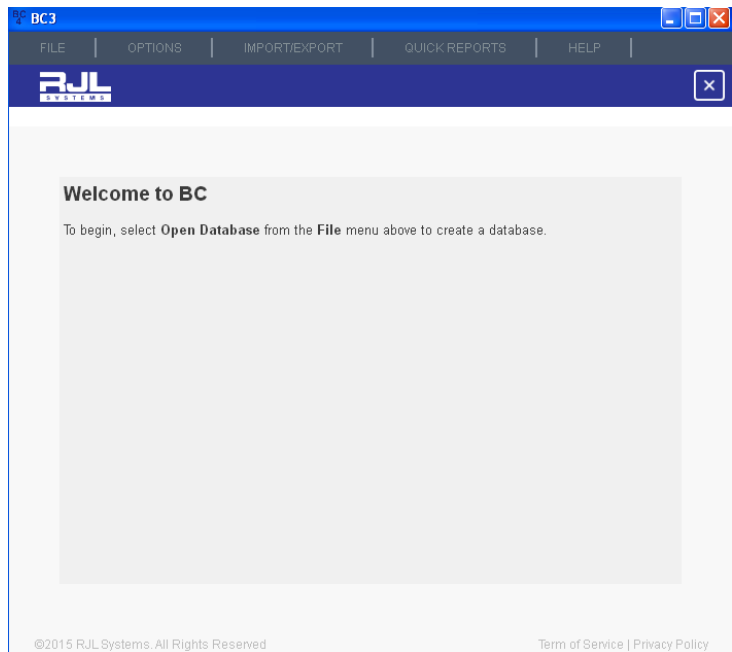 BC BC3
FILE | OPTIONS | IMPORT/EXPORT | QUICK REPORTS | HELP |
RJL
SYSTEMS
Welcome to BC
To begin, select Open Database from the File menu above to create a database.
©2015 RJL Systems. All Rights Reserved
Term of Service | Privacy Policy